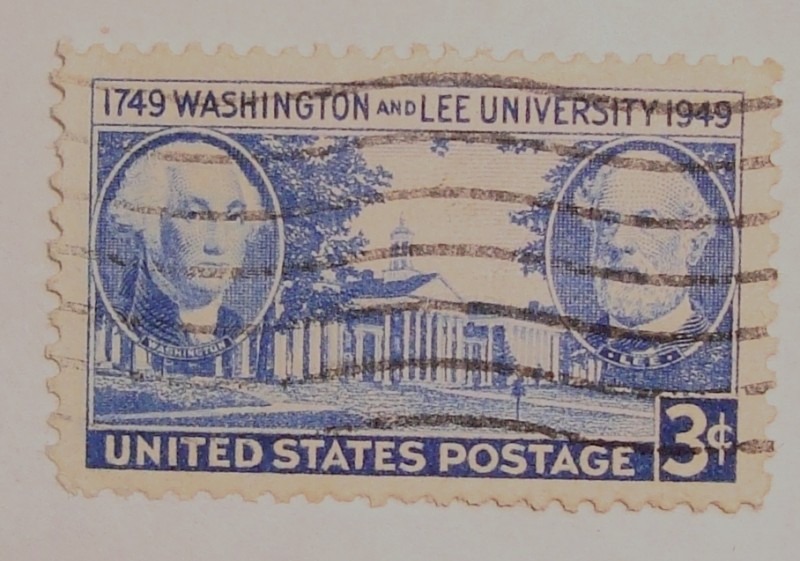 1749 WASHINGTON AND LEE UNIVERSITY 1949
WASHINGTON
LEE
UNITED STATES POSTAGE 3¢